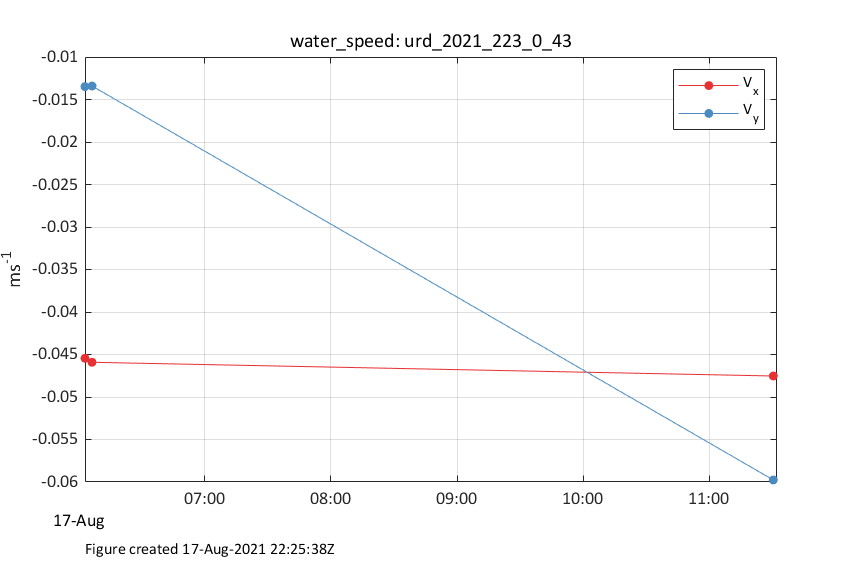 water_speed: urd_2021_223_0_43
-0.01
-0.015
-0.02
-0.025
-0.03
-0.035
-0.04
-0.045
-0.05
-0.055
-0.06
ms-1
Vx
Vy
07:00 08:00 09:00 10:00 11:00
17-Aug
Figure created 17-Aug-2021 22:25:38Z